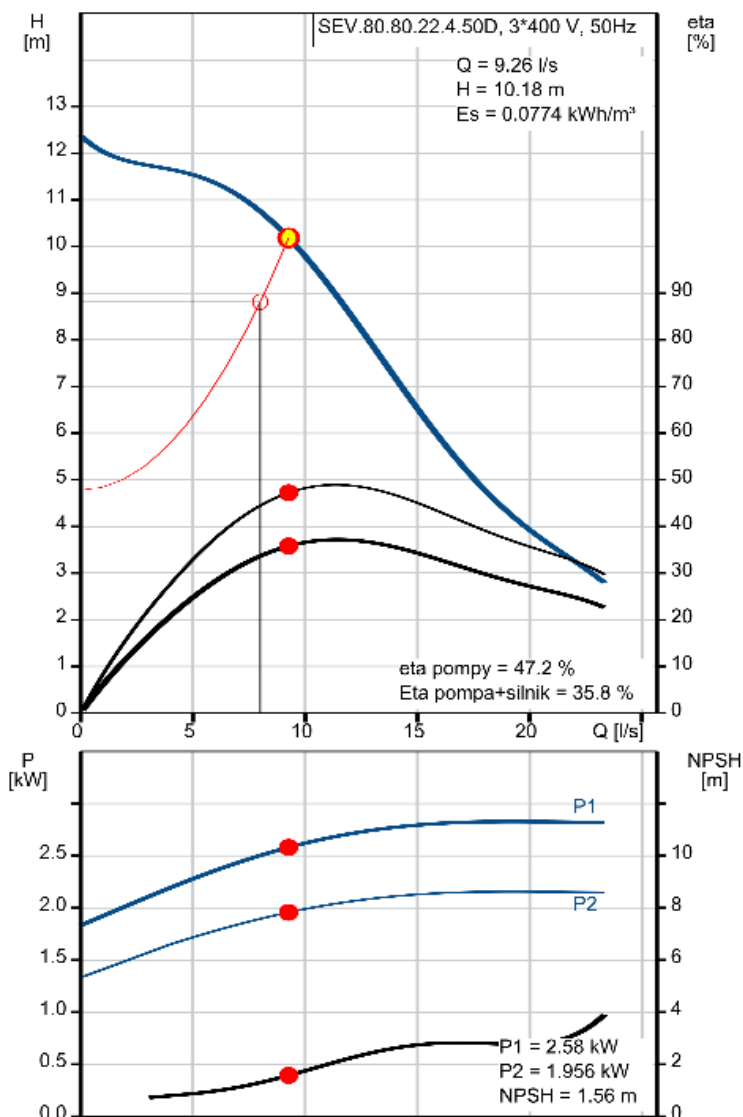 H
[m]
SEV.80.80.22.4.50D, 3*400 V, 50Hz
eta
[%]
Q = 9.26 l/s
H = 10.18 m
Es = 0.0774 kWh/m³
13
12
11
10
9
8
7
6
5
4
3
2
1
0
90
80
70
60
50
40
30
20
10
0
eta pompy = 47.2 %
Eta pompa+silnik = 35.8 %
0
5
10
15
20
Q [l/s]
P
[kW]
NPSH
[m]
P1
P2
2.5
2.0
1.5
1.0
0.5
0.0
10
8
6
4
2
0
P1 = 2.58 kW
P2 = 1.956 kW
NPSH = 1.56 m